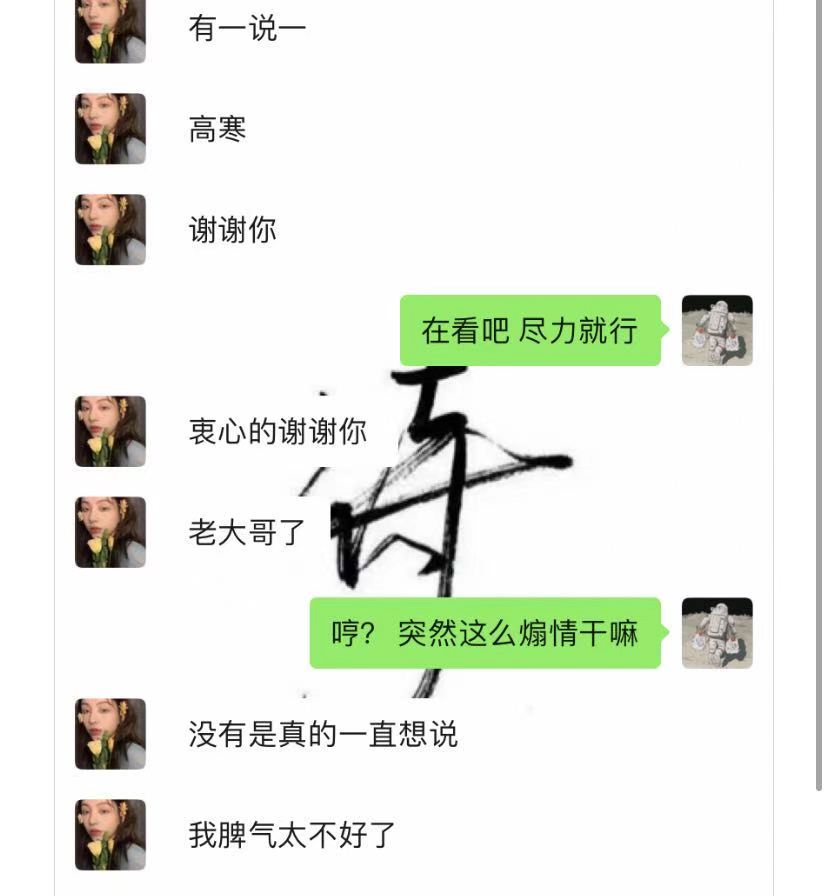 有一说一
高寒
谢谢你
在看吧 尽力就行
衷心的谢谢你
老大哥了
哼? 突然这么煽情干嘛
没有是真的一直想说
我脾气太不好了